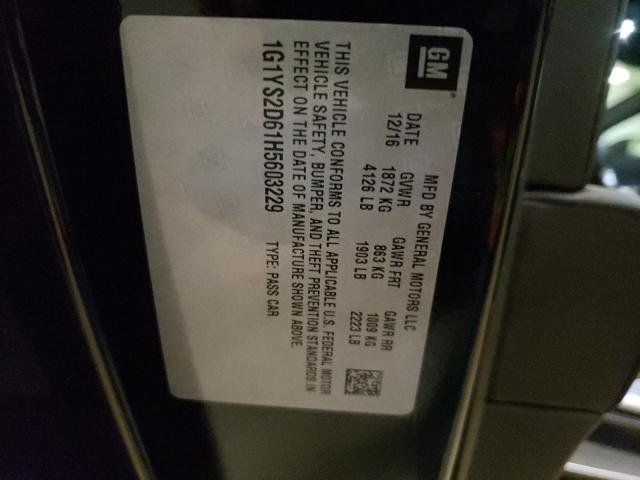 GM
MFD BY GENERAL MOTORS LLC
DATE GVWR GAWR FRT GAWR RR
12/16 1872 KG 863 KG 1009 KG
4126 LB 1903 LB 2223 LB
THIS VEHICLE CONFORMS TO ALL APPLICABLE U.S. FEDERAL MOTOR
VEHICLE SAFETY, BUMPER, AND THEFT PREVENTION STANDARDS IN
EFFECT ON THE DATE OF MANUFACTURE SHOWN ABOVE.
1G1YS2D61H5603229 TYPE: PASS CAR